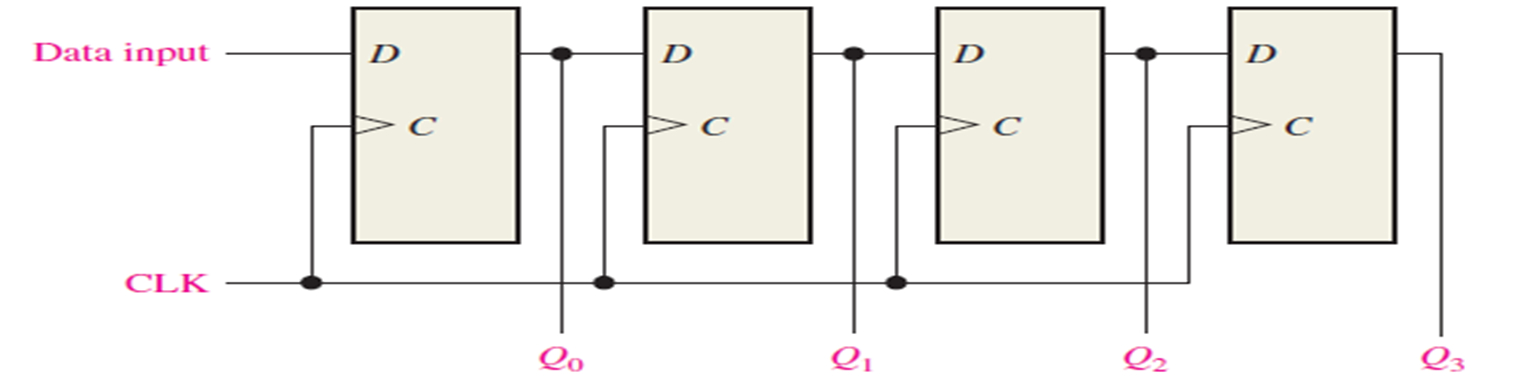 Data input D D D D
C C C C
CLK
Q0 Q1 Q2 Q3